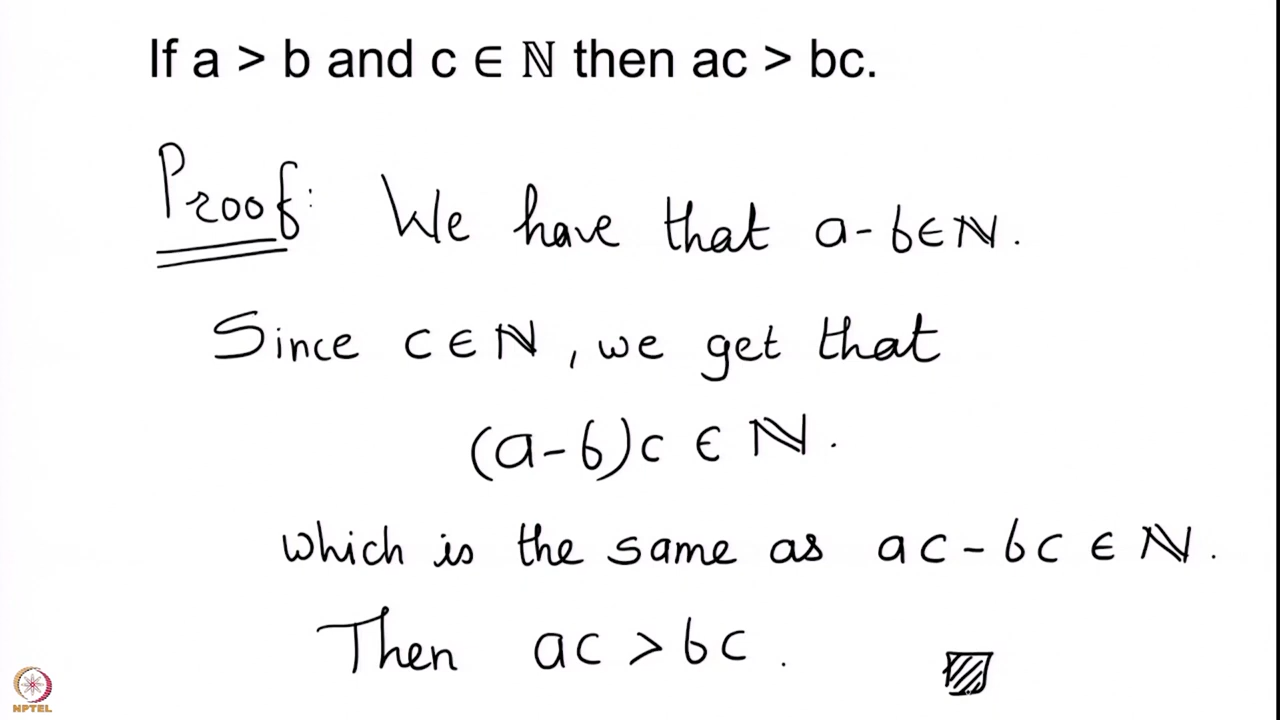 If a > b and c ∈ ℕ then ac > bc.
Proof: We have that a-b∈ℕ.
Since c∈ℕ, we get that
(a-b)c ∈ ℕ.
which is the same as ac-bc ∈ ℕ.
Then ac > bc.
NPTEL